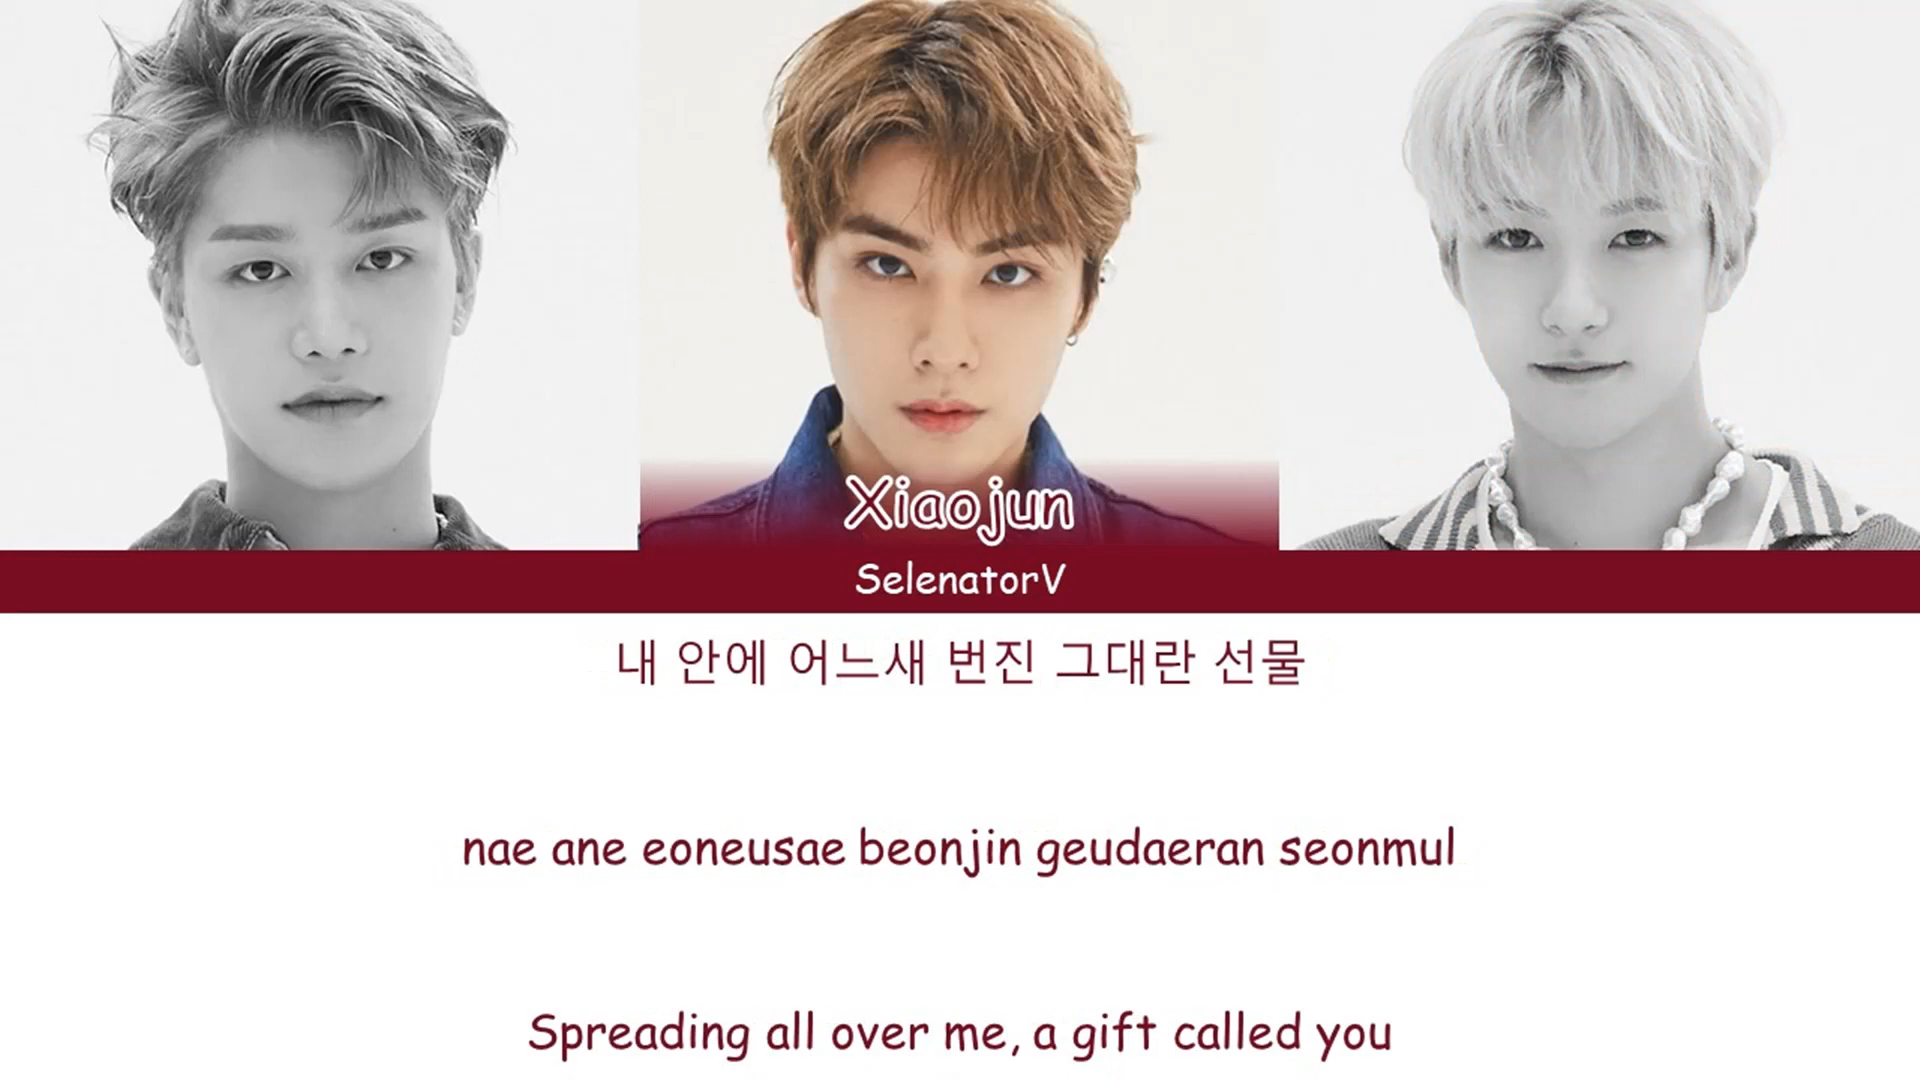 Xiaojun
SelenatorV
내 안에 어느새 번진 그대란 선물
nae ane eoneusae beonjin geudaeran seonmul
Spreading all over me, a gift called you